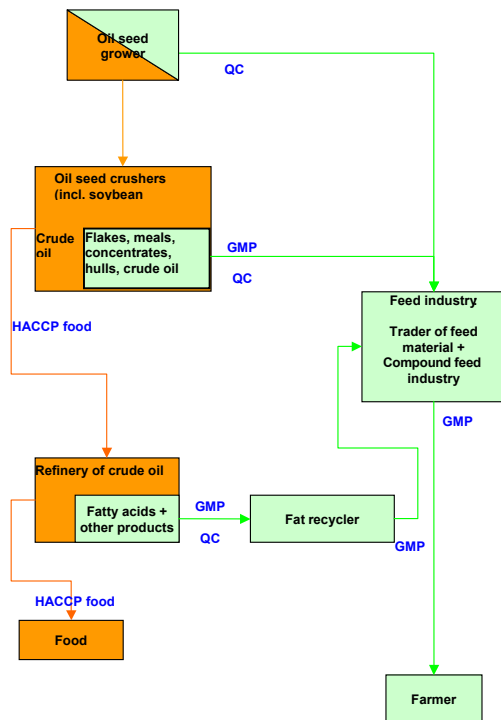 Oil seed
grower
QC
Oil seed crushers
(incl. soybean
Crude
oil
Flakes, meals,
concentrates,
hulls, crude oil
GMP
QC
Feed industry.
Trader of feed
material +
Compound feed
industry
HACCP food
GMP
Refinery of crude oil
Fatty acids +
other products
GMP
QC
Fat recycler
GMP
HACCP food
Food
Farmer